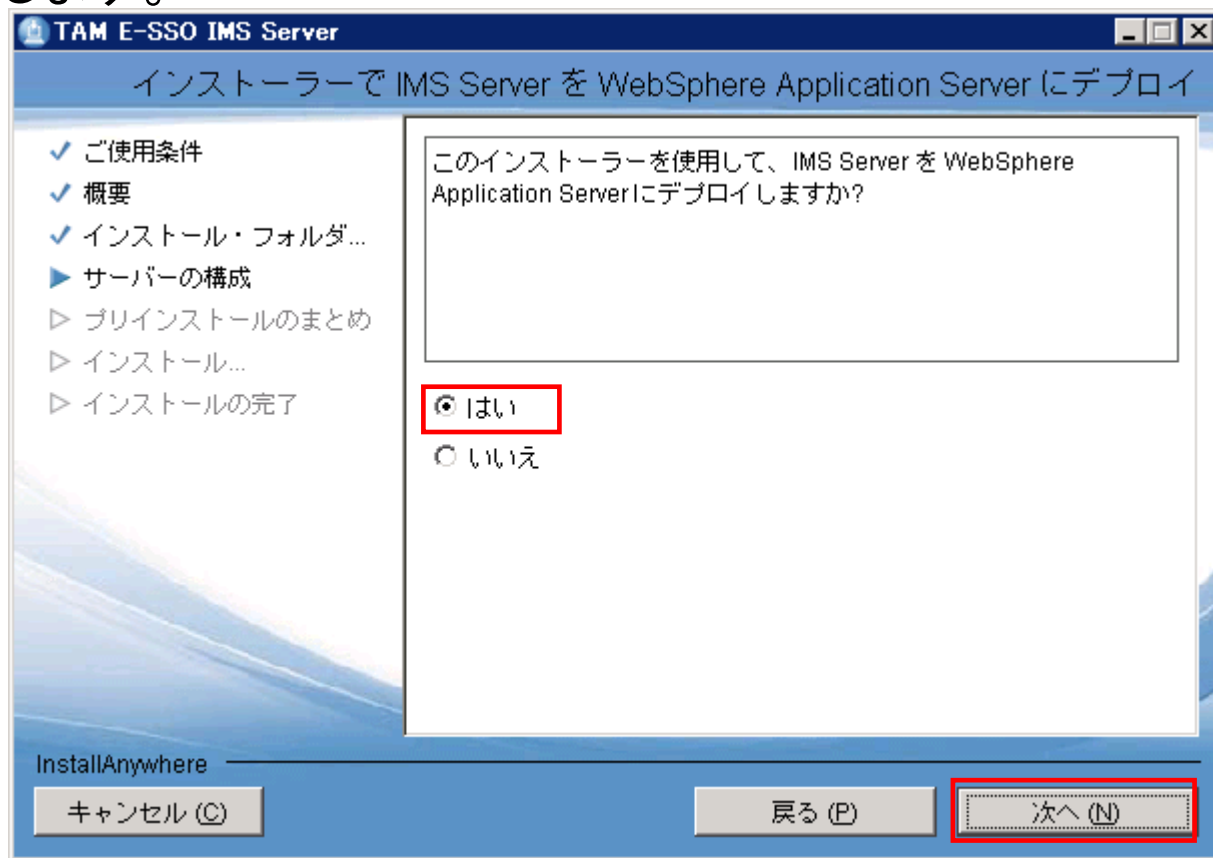 します。
TAM E-SSO IMS Server
インストーラーで IMS Server を WebSphere Application Server にデプロイ
ご使用条件
概要
インストール・フォルダ...
サーバーの構成
プリインストールのまとめ
インストール...
インストールの完了
このインストーラーを使用して、IMS Server を WebSphere
Application Serverにデプロイしますか?
はい
いいえ
InstallAnywhere
キャンセル (C)
戻る (P)
次へ (N)